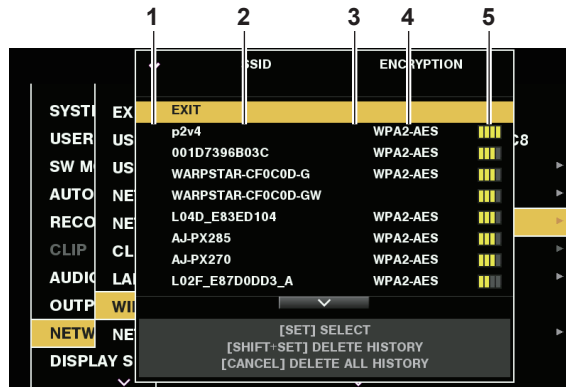 1 2 3 4 5
SSID ENCRYPTION
EXIT
p2v4 WPA2-AES
001D7396B03C WPA2-AES
WARPSTAR-CF0C0D-G WPA2-AES
WARPSTAR-CF0C0D-GW
L04D_E83ED104 WPA2-AES
AJ-PX285 WPA2-AES
AJ-PX270 WPA2-AES
L02F_E87D0DD3_A WPA2-AES
[SET] SELECT
[SHIFT+SET] DELETE HISTORY
[CANCEL] DELETE ALL HISTORY
USER
SW
AUTO
RECO
CLIP
AUDIO
OUTP
NETW
DISPLAY S
EX
US
US
NE
NE
CL
LA
NE
C8